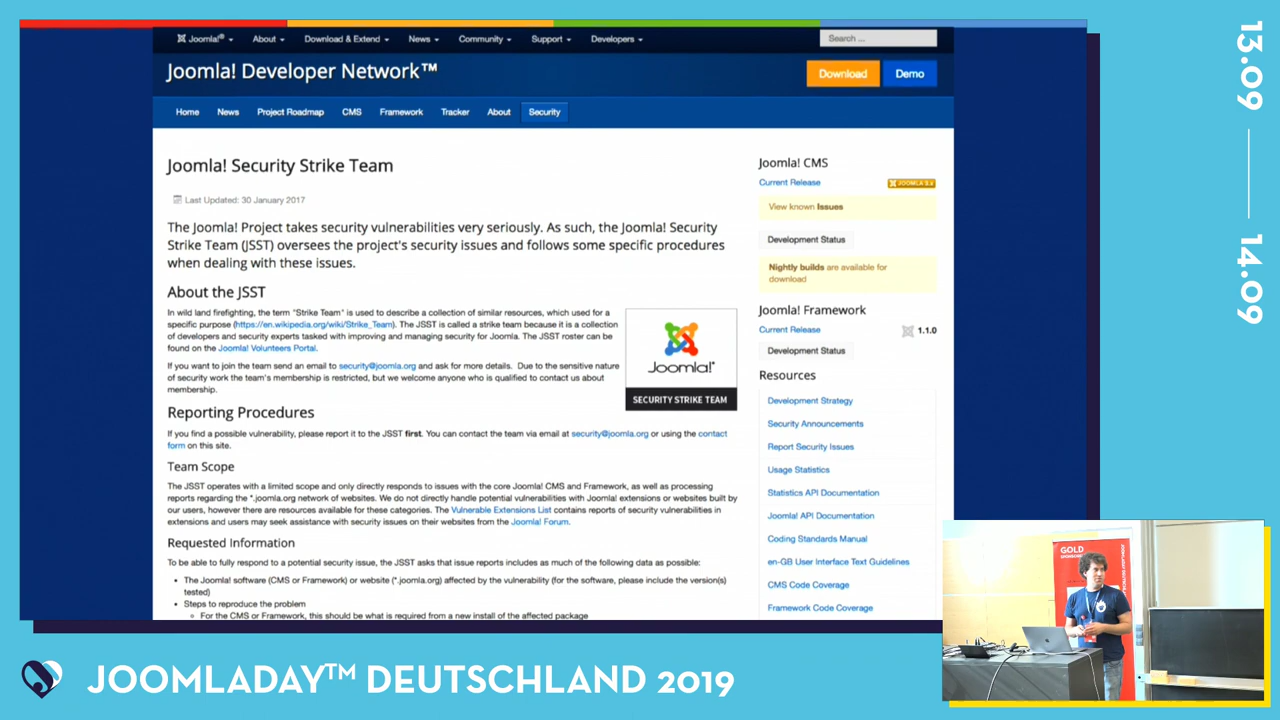 Joomla!® About Download & Extend News Community Support Developers Search ...
Joomla! Developer Network™ Download Demo
Home News Project Roadmap CMS Framework Tracker About Security
Joomla! Security Strike Team
Last Updated: 30 January 2017
The Joomla! Project takes security vulnerabilities very seriously. As such, the Joomla! Security
Strike Team (JSST) oversees the project's security issues and follows some specific procedures
when dealing with these issues.
About the JSST
In wild land firefighting, the term "Strike Team" is used to describe a collection of similar resources, which used for a
specific purpose (https://en.wikipedia.org/wiki/Strike_Team). The JSST is called a strike team because it is a collection
of developers and security experts tasked with improving and managing security for Joomla. The JSST roster can be
found on the Joomla! Volunteers Portal.
If you want to join the team send an email to security@joomla.org and ask for more details. Due to the sensitive nature
of security work the team's membership is restricted, but we welcome anyone who is qualified to contact us about
membership.
Joomla!®
SECURITY STRIKE TEAM
Reporting Procedures
If you find a possible vulnerability, please report it to the JSST first. You can contact the team via email at security@joomla.org or using the contact
form on this site.
Team Scope
The JSST operates with a limited scope and only directly responds to issues with the core Joomla! CMS and Framework, as well as processing
reports regarding the *.joomla.org network of websites. We do not directly handle potential vulnerabilities with Joomla! extensions or websites built by
our users, however there are resources available for these categories. The Vulnerable Extensions List contains reports of security vulnerabilities in
extensions and users may seek assistance with security issues on their websites from the Joomla! Forum.
Requested Information
To be able to fully respond to a potential security issue, the JSST asks that issue reports includes as much of the following data as possible:
• The Joomla! software (CMS or Framework) or website (*.joomla.org) affected by the vulnerability (for the software, please include the version(s)
tested)
• Steps to reproduce the problem
For the CMS or Framework, this should be what is required from a new install of the affected package
Joomla! CMS
Current Release JOOMLA 3.x
View known Issues
Development Status
Nightly builds are available for
download
Joomla! Framework
Current Release 1.1.0
Development Status
Resources
Development Strategy
Security Announcements
Report Security Issues
Usage Statistics
Statistics API Documentation
Joomla! API Documentation
Coding Standards Manual
en-GB User Interface Text Guidelines
CMS Code Coverage
Framework Code Coverage
13.09
14.09
GOLD
JOOMLADAY™ DEUTSCHLAND 2019